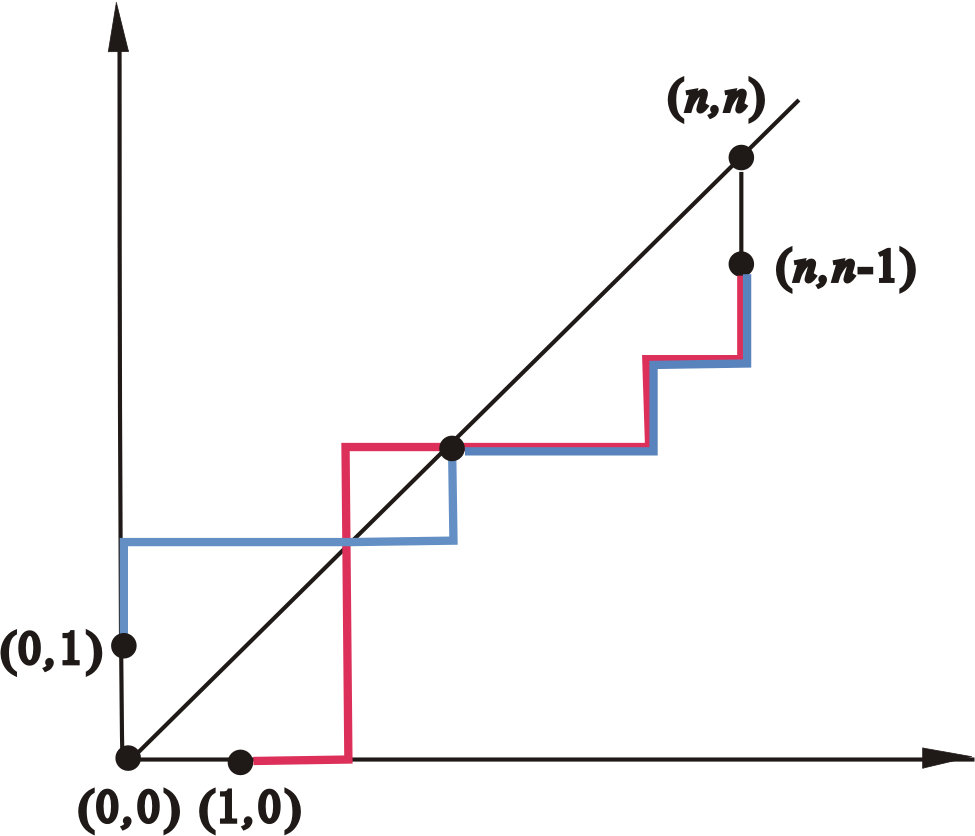 (n,n)
(n,n-1)
(0,1)
(0,0) (1,0)